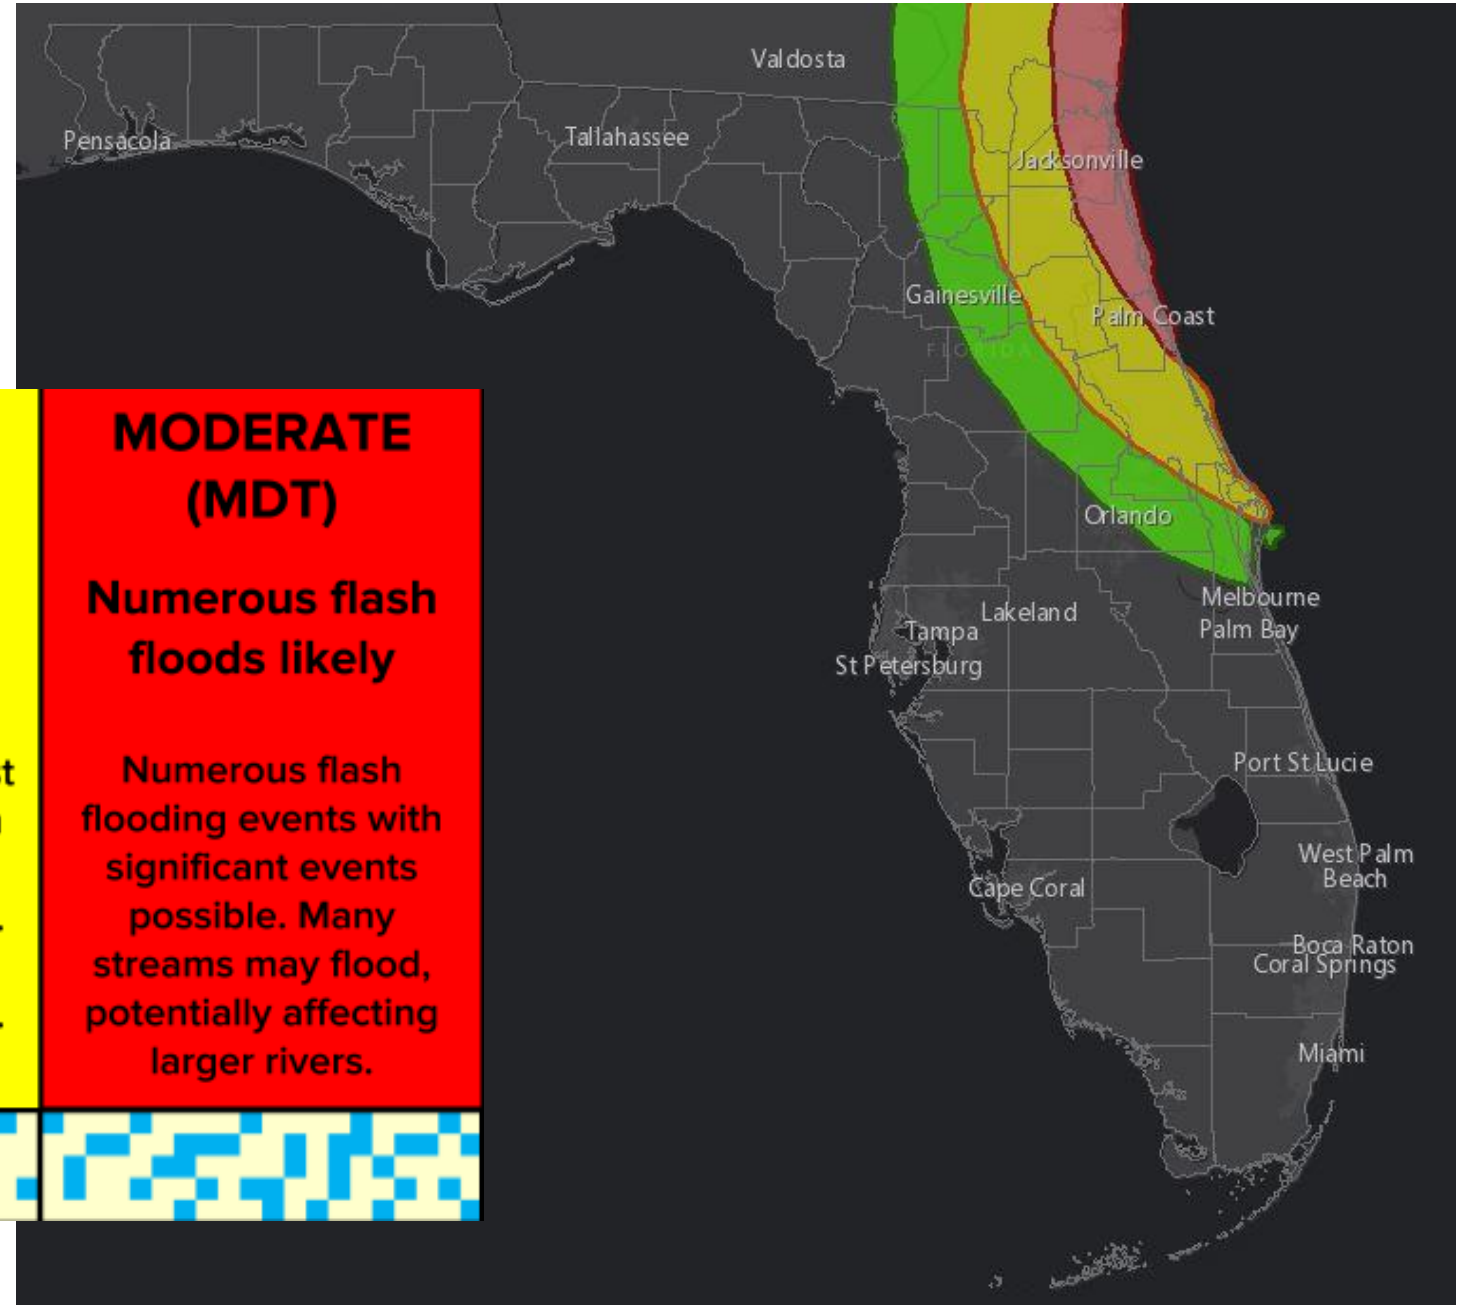 Valdosta
Pensacola
Tallahassee
Jacksonville
Gainesville
Palm Coast
FLORIDA
MODERATE
(MDT)
Numerous flash
floods likely
Numerous flash
flooding events with
significant events
possible. Many
streams may flood,
potentially affecting
larger rivers.
Orlando
Melbourne
Palm Bay
Lakeland
Tampa
St Petersburg
Port St Lucie
West Palm
Beach
Cape Coral
Boca Raton
Coral Springs
Miami